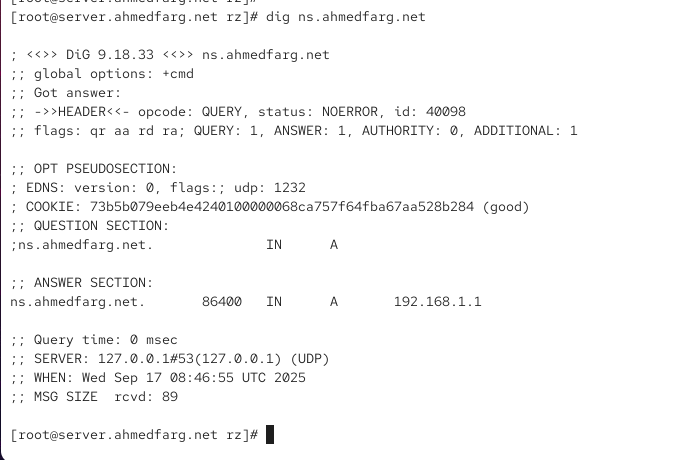 [root@server.ahmedfarg.net rz]#
[root@server.ahmedfarg.net rz]# dig ns.ahmedfarg.net
; <<>> DiG 9.18.33 <<>> ns.ahmedfarg.net
;; global options: +cmd
;; Got answer:
;; ->>HEADER<<- opcode: QUERY, status: NOERROR, id: 40098
;; flags: qr aa rd ra; QUERY: 1, ANSWER: 1, AUTHORITY: 0, ADDITIONAL: 1
;; OPT PSEUDOSECTION:
; EDNS: version: 0, flags:; udp: 1232
; COOKIE: 73b5b079eeb4e4240100000068ca757f64fba67aa528b284 (good)
;; QUESTION SECTION:
;ns.ahmedfarg.net. IN A
;; ANSWER SECTION:
ns.ahmedfarg.net. 86400 IN A 192.168.1.1
;; Query time: 0 msec
;; SERVER: 127.0.0.1#53(127.0.0.1) (UDP)
;; WHEN: Wed Sep 17 08:46:55 UTC 2025
;; MSG SIZE rcvd: 89
[root@server.ahmedfarg.net rz]#